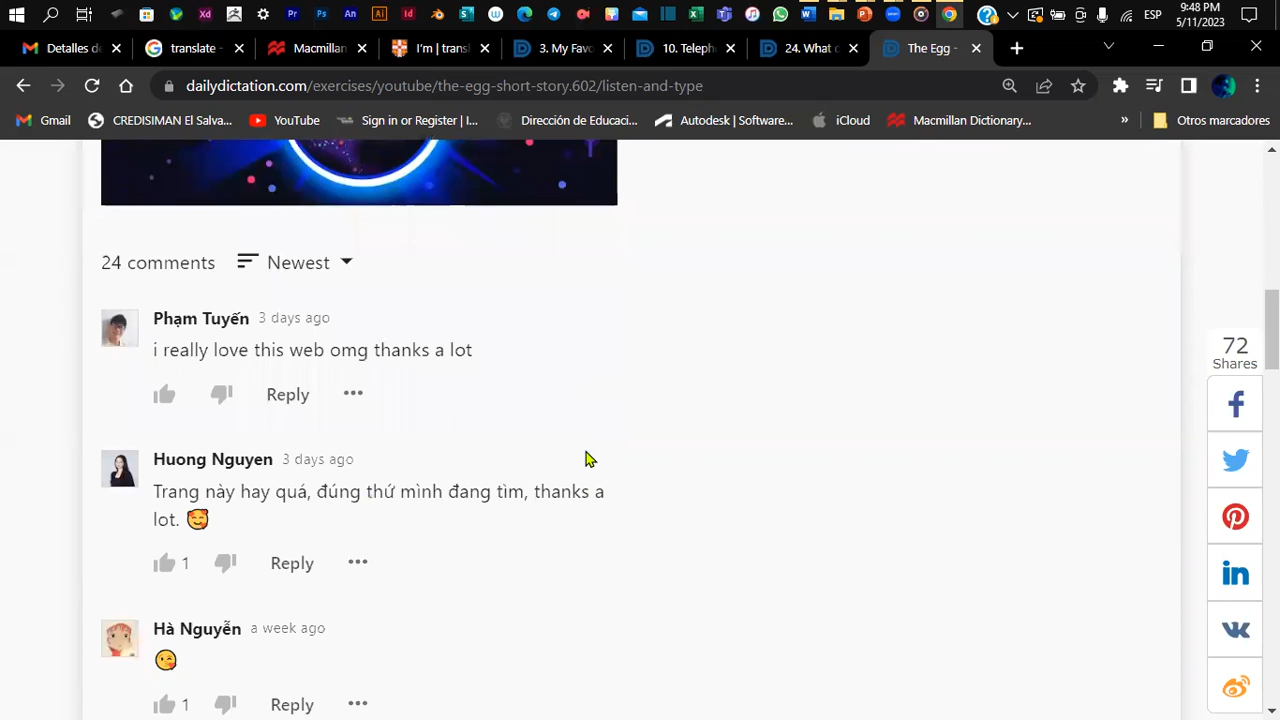 9:48 PM
ESP
5/11/2023
Detalles de
translate -
Macmillan
I'm | transl
3. My Favo
10. Teleph
24. What c
The Egg -
dailydictation.com/exercises/youtube/the-egg-short-story.602/listen-and-type
Gmail
CREDISIMAN El Salva...
YouTube
Sign in or Register | I...
Dirección de Educaci...
Autodesk | Software...
iCloud
Macmillan Dictionary...
»
Otros marcadores
24 comments
Newest
Phạm Tuyến 3 days ago
i really love this web omg thanks a lot
Reply
Huong Nguyen 3 days ago
Trang này hay quá, đúng thứ mình đang tìm, thanks a
lot. 🥰
1 Reply
Hà Nguyễn a week ago
😘
1 Reply
72
Shares